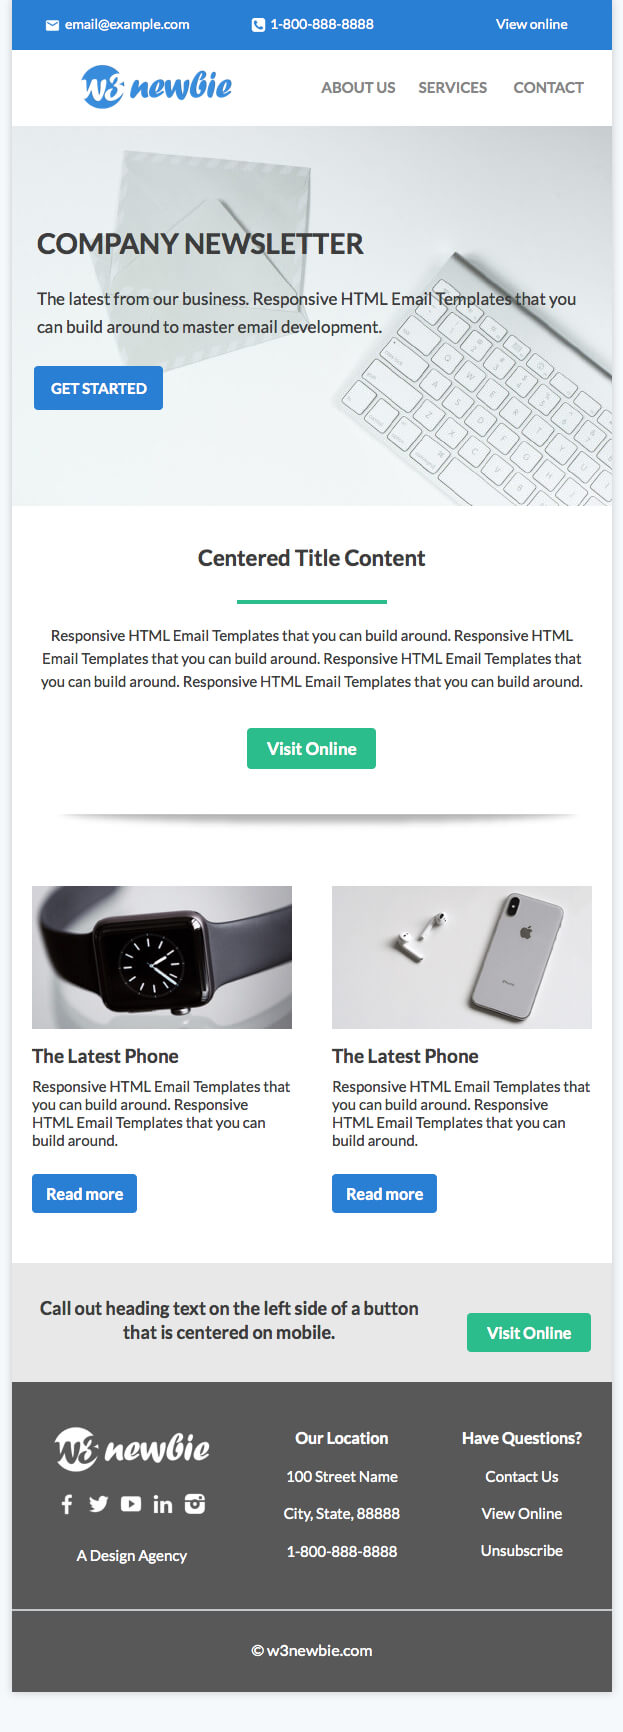 email@example.com 1-800-888-8888 View online
w3 newbie ABOUT US SERVICES CONTACT
COMPANY NEWSLETTER
The latest from our business. Responsive HTML Email Templates that you
can build around to master email development.
GET STARTED
Centered Title Content
Responsive HTML Email Templates that you can build around. Responsive HTML
Email Templates that you can build around. Responsive HTML Email Templates that
you can build around. Responsive HTML Email Templates that you can build around.
Visit Online
The Latest Phone
Responsive HTML Email Templates that
you can build around. Responsive
HTML Email Templates that you can
build around.
Read more
The Latest Phone
Responsive HTML Email Templates that
you can build around. Responsive
HTML Email Templates that you can
build around.
Read more
Call out heading text on the left side of a button
that is centered on mobile.
Visit Online
w3 newbie
A Design Agency
Our Location
100 Street Name
City, State, 88888
1-800-888-8888
Have Questions?
Contact Us
View Online
Unsubscribe
© w3newbie.com